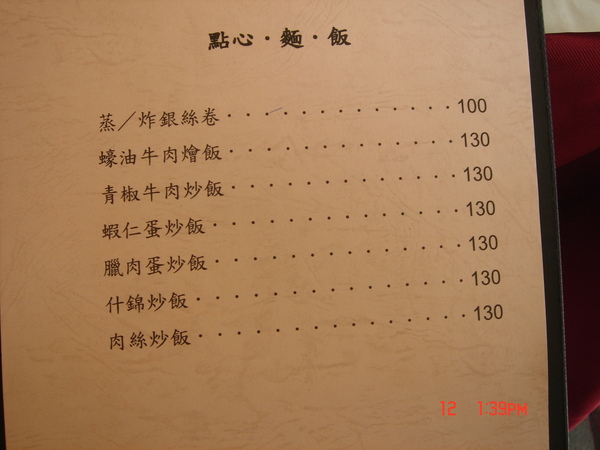 點心·麵·飯
蒸／炸銀絲卷·············100
蠔油牛肉燴飯·············130
青椒牛肉炒飯·············130
蝦仁蛋炒飯··············130
臘肉蛋炒飯··············130
什錦炒飯···············130
肉絲炒飯···············130
12 1:39PM